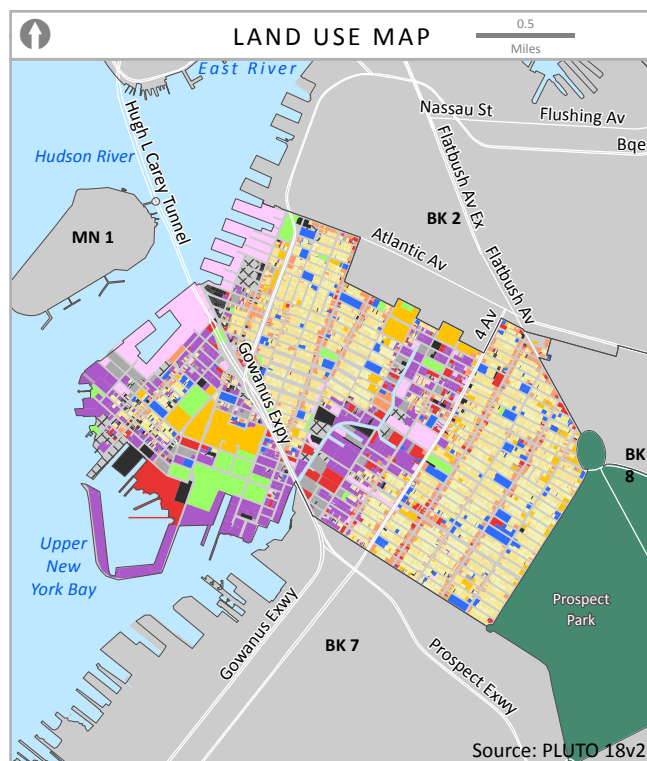 LAND USE MAP
0.5
Miles
East River
Nassau St
Flushing Av
Bqe
Hugh L Carey Tunnel
Hudson River
Flatbush Av Ex
BK 2
MN 1
Atlantic Av
Flatbush Av
4 Av
Gowanus Expy
BK
8
Upper
New
York Bay
Prospect
Park
Gowanus Exwy
BK 7
Prospect Exwy
Source: PLUTO 18v2